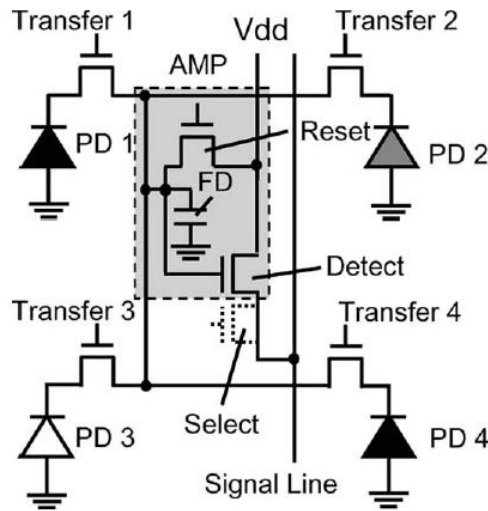 Transfer 1
Vdd
Transfer 2
AMP
Reset
PD 1
PD 2
FD
Detect
Transfer 3
Transfer 4
Select
PD 3
PD 4
Signal Line